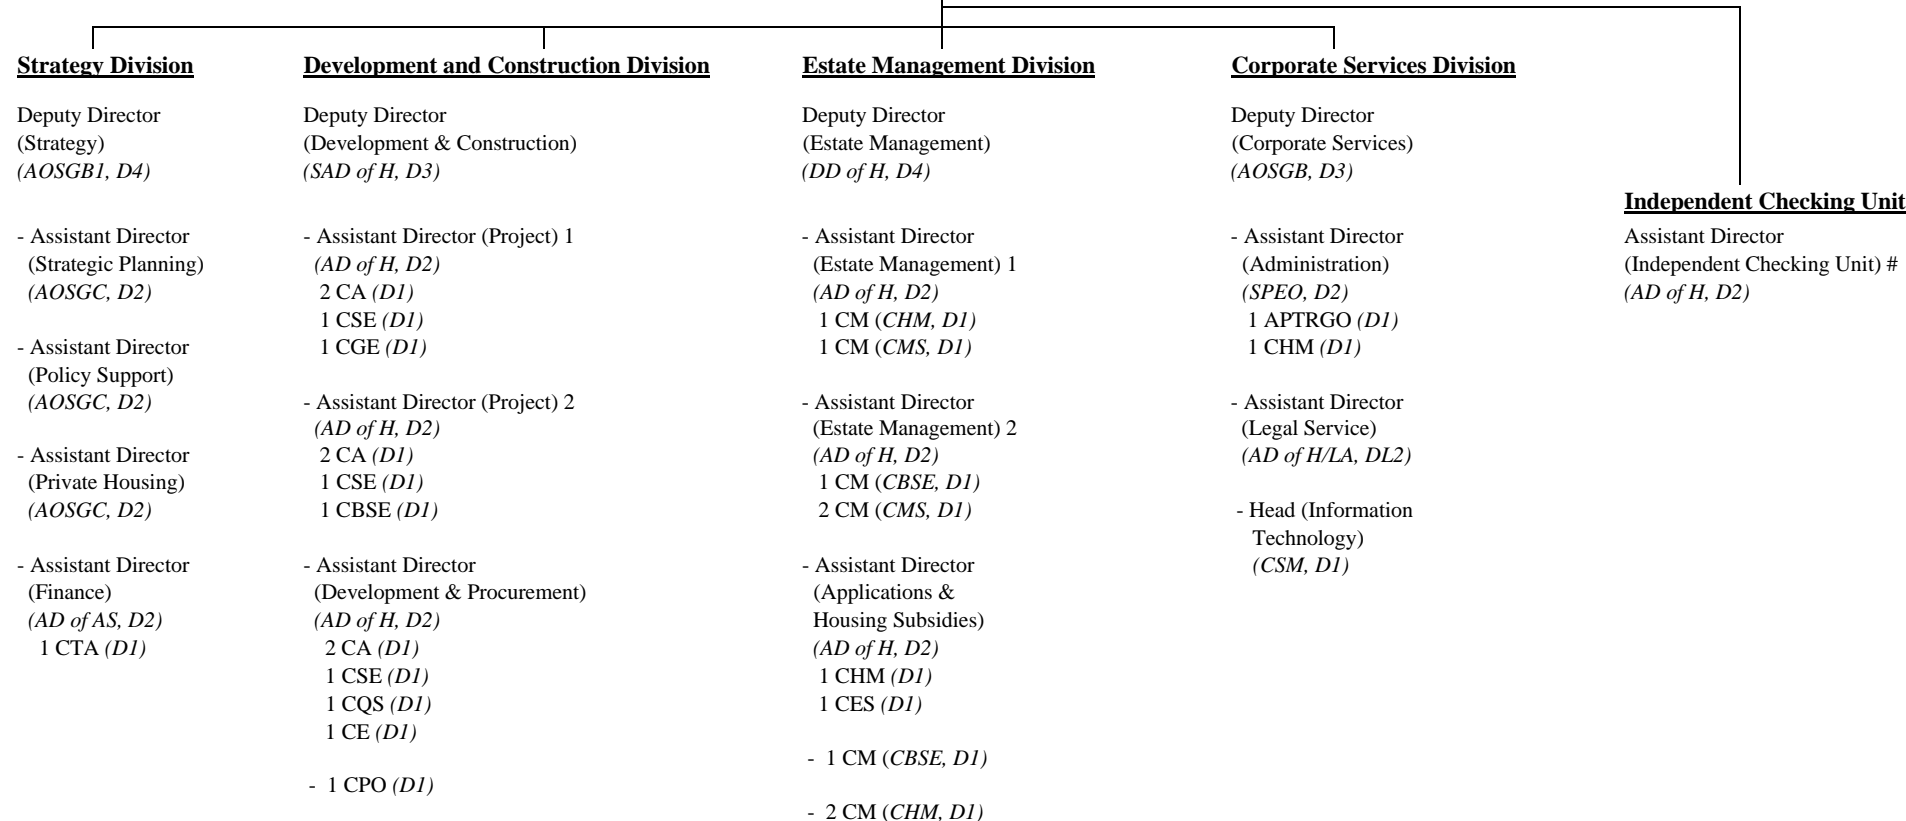 Strategy Division
Deputy Director
(Strategy)
(AOSGB1, D4)
- Assistant Director
(Strategic Planning)
(AOSGC, D2)
- Assistant Director
(Policy Support)
(AOSGC, D2)
- Assistant Director
(Private Housing)
(AOSGC, D2)
- Assistant Director
(Finance)
(AD of AS, D2)
1 CTA (D1)
Development and Construction Division
Deputy Director
(Development & Construction)
(SAD of H, D3)
- Assistant Director (Project) 1
(AD of H, D2)
2 CA (D1)
1 CSE (D1)
1 CGE (D1)
- Assistant Director (Project) 2
(AD of H, D2)
2 CA (D1)
1 CSE (D1)
1 CBSE (D1)
- Assistant Director
(Development & Procurement)
(AD of H, D2)
2 CA (D1)
1 CSE (D1)
1 CQS (D1)
1 CE (D1)
- 1 CPO (D1)
Estate Management Division
Deputy Director
(Estate Management)
(DD of H, D4)
- Assistant Director
(Estate Management) 1
(AD of H, D2)
1 CM (CHM, D1)
1 CM (CMS, D1)
- Assistant Director
(Estate Management) 2
(AD of H, D2)
1 CM (CBSE, D1)
2 CM (CMS, D1)
- Assistant Director
(Applications &
Housing Subsidies)
(AD of H, D2)
1 CHM (D1)
1 CES (D1)
- 1 CM (CBSE, D1)
- 2 CM (CHM, D1)
Corporate Services Division
Deputy Director
(Corporate Services)
(AOSGB, D3)
- Assistant Director
(Administration)
(SPEO, D2)
1 APTRGO (D1)
1 CHM (D1)
- Assistant Director
(Legal Service)
(AD of H/LA, DL2)
- Head (Information
Technology)
(CSM, D1)
Independent Checking Unit
Assistant Director
(Independent Checking Unit) #
(AD of H, D2)